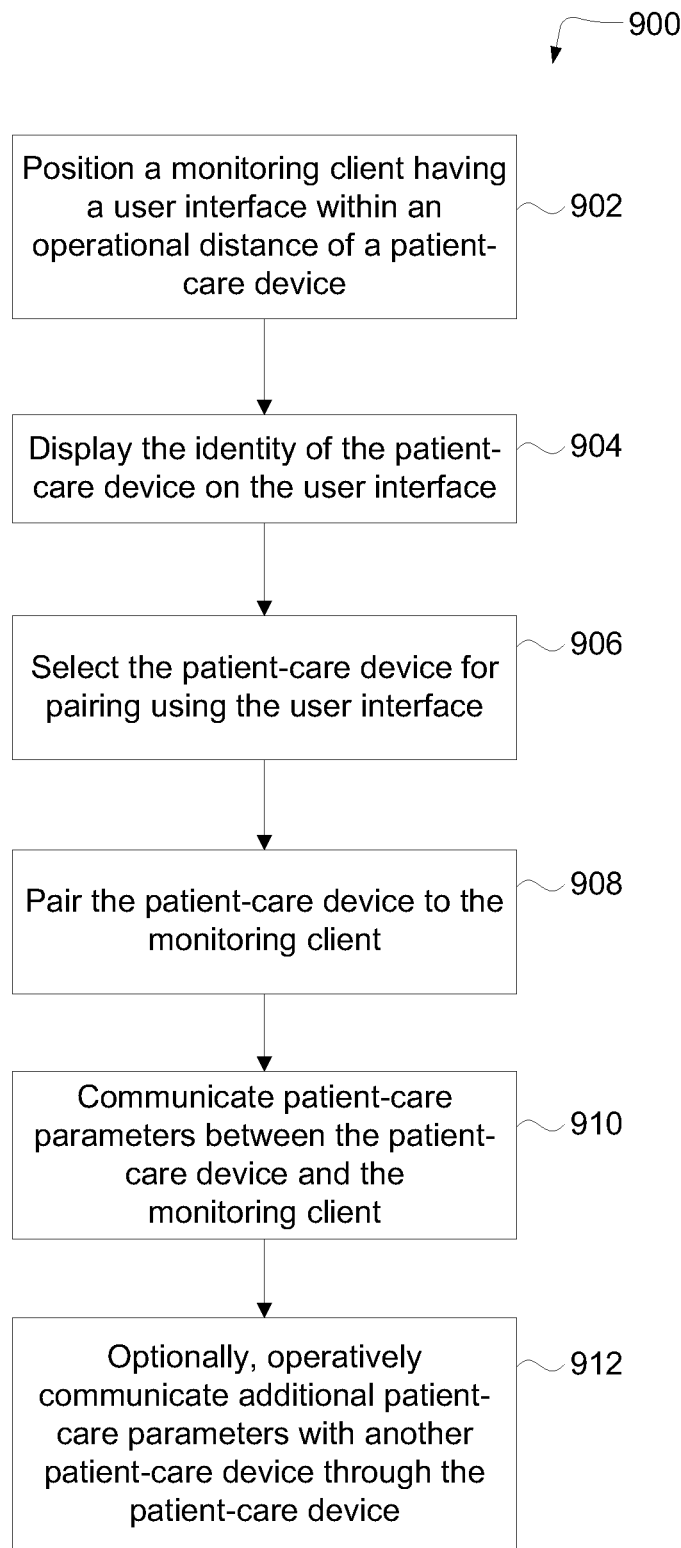 900
Position a monitoring client having
a user interface within an
operational distance of a patient-
care device
902
Display the identity of the patient-
care device on the user interface
904
Select the patient-care device for
pairing using the user interface
906
Pair the patient-care device to the
monitoring client
908
Communicate patient-care
parameters between the patient-
care device and the
monitoring client
910
Optionally, operatively
communicate additional patient-
care parameters with another
patient-care device through the
patient-care device
912